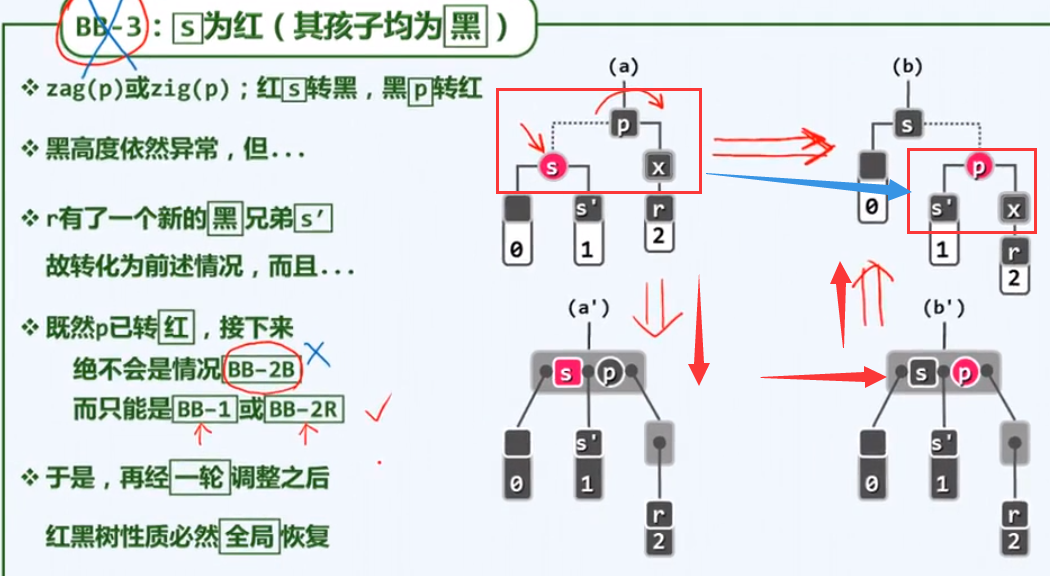 BB-3：s为红（其孩子均为黑）
❖ zag(p)或zig(p)；红s转黑，黑p转红
❖ 黑高度依然异常，但...
❖ r有了一个新的黑兄弟s′
故转化为前述情况，而且...
❖ 既然p已转红，接下来
绝不会是情况BB-2B
而只能是BB-1或BB-2R
❖ 于是，再经一轮调整之后
红黑树性质必然全局恢复
(a)
p
s
x
s′
r
0
1
2
(b)
s
p
0
s′
x
1
r
2
(a')
s
p
s′
0
1
r
2
(b')
s
p
s′
0
1
r
2